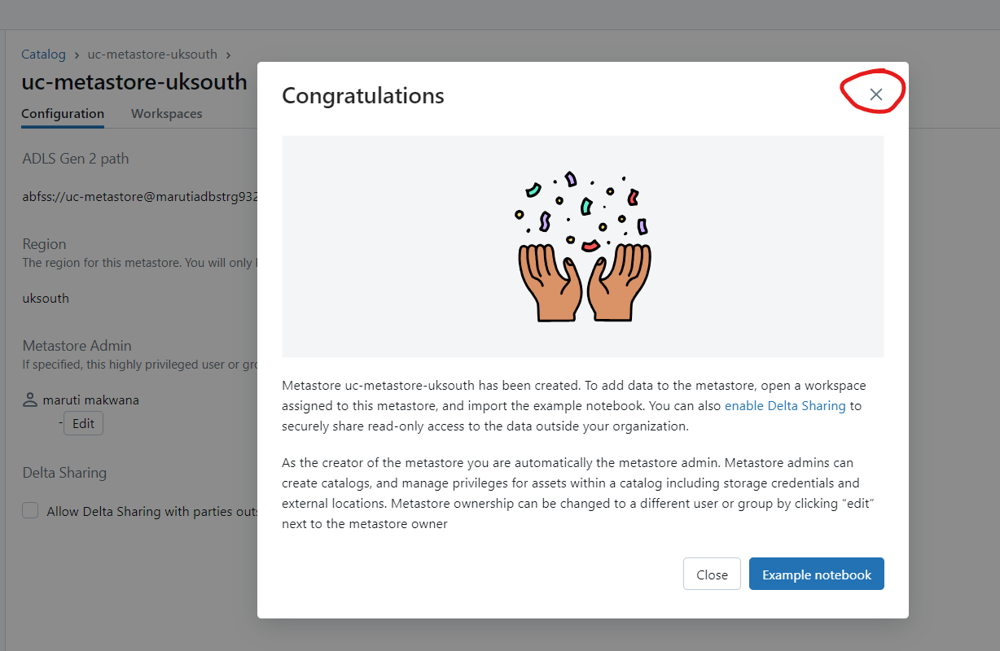 Catalog › uc-metastore-uksouth ›
uc-metastore-uksouth
Configuration Workspaces
ADLS Gen 2 path
abfss://uc-metastore@marutiadbstrg932
Region
The region for this metastore. You will only
uksouth
Metastore Admin
If specified, this highly privileged user or
maruti makwana
- Edit
Delta Sharing
Allow Delta Sharing with parties
Congratulations
Metastore uc-metastore-uksouth has been created. To add data to the metastore, open a workspace
assigned to this metastore, and import the example notebook. You can also enable Delta Sharing to
securely share read-only access to the data outside your organization.
As the creator of the metastore you are automatically the metastore admin. Metastore admins can
create catalogs, and manage privileges for assets within a catalog including storage credentials and
external locations. Metastore ownership can be changed to a different user or group by clicking “edit”
next to the metastore owner
Close Example notebook